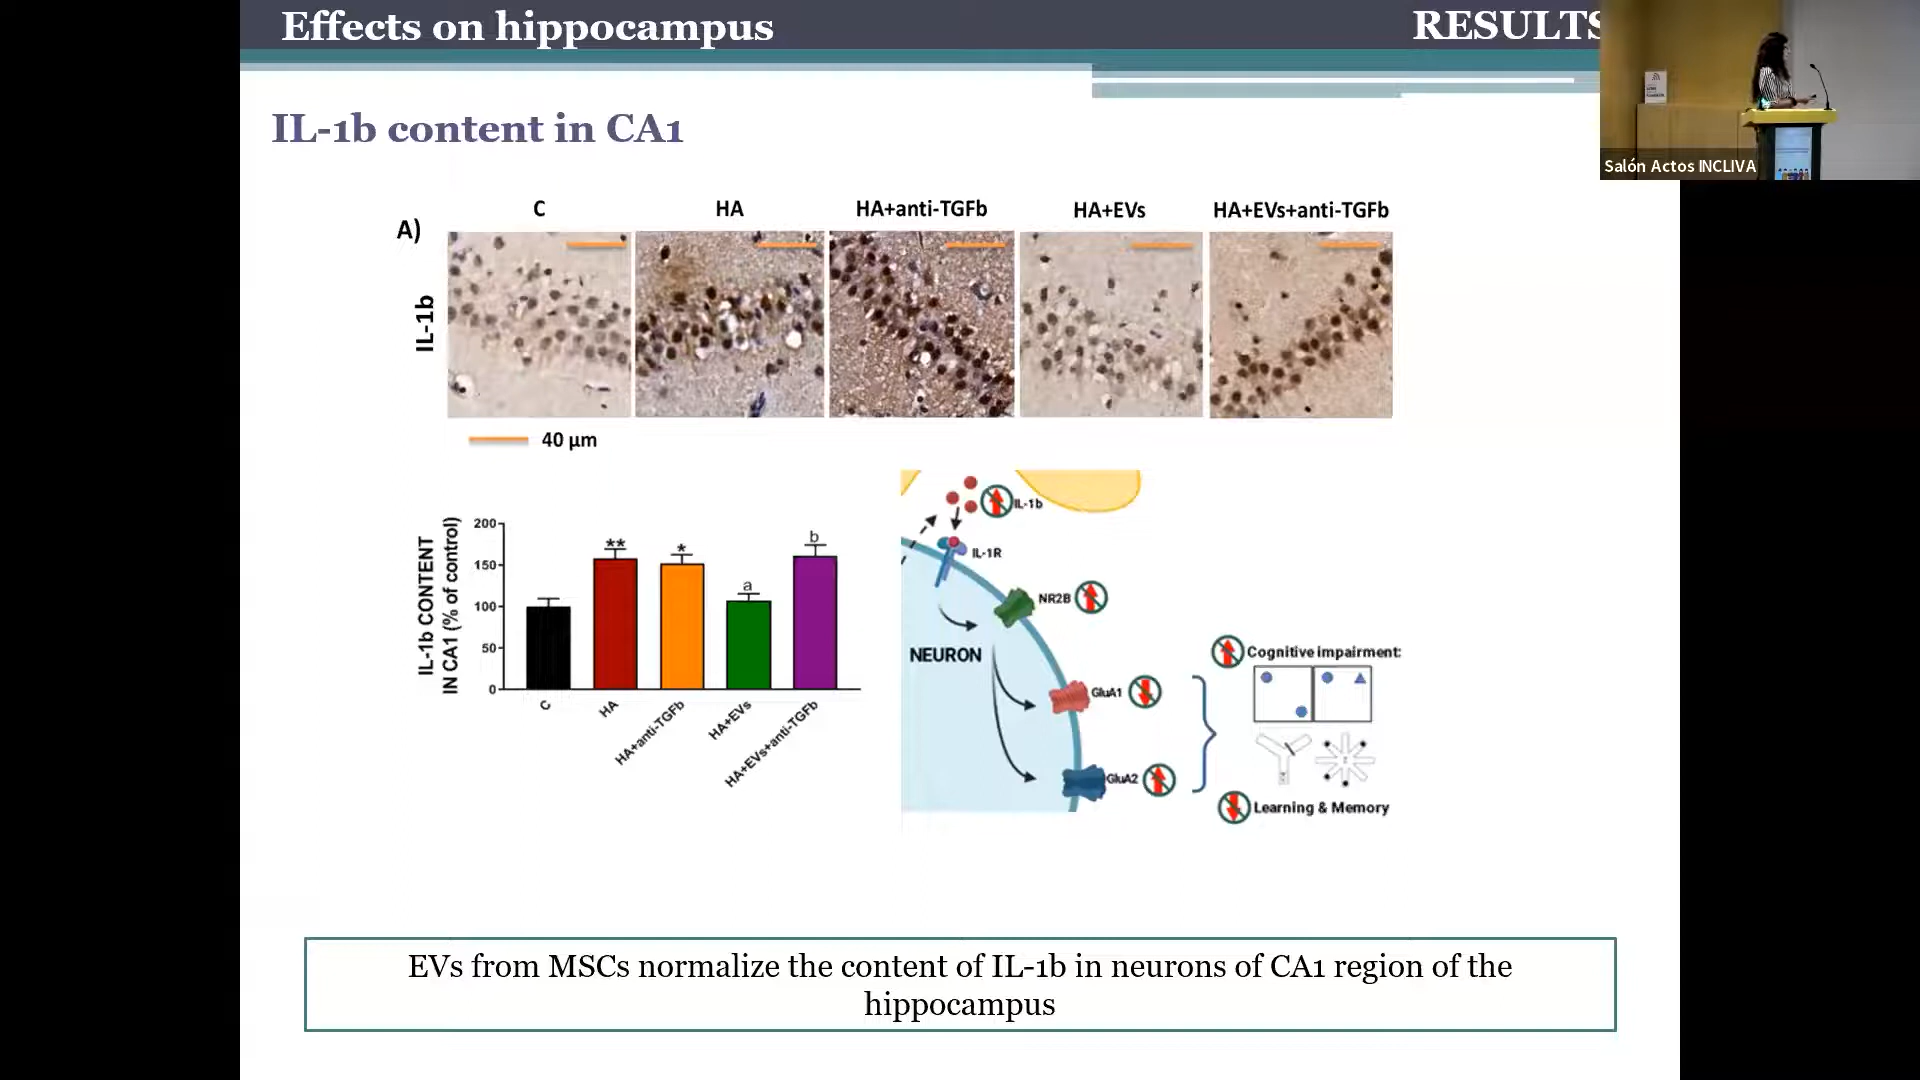 Effects on hippocampus
RESULTS
Salón Actos INCLIVA
IL-1b content in CA1
C
HA
HA+anti-TGFb
HA+EVs
HA+EVs+anti-TGFb
A)
IL-1b
40 µm
IL-1b CONTENT
IN CA1 (% of control)
200
150
100
50
0
**
*
a
b
C
HA
HA+anti-TGFb
HA+EVs
HA+EVs+anti-TGFb
IL-1b
IL-1R
NR2B
NEURON
GluA1
GluA2
Cognitive impairment:
Learning & Memory
EVs from MSCs normalize the content of IL-1b in neurons of CA1 region of the
hippocampus